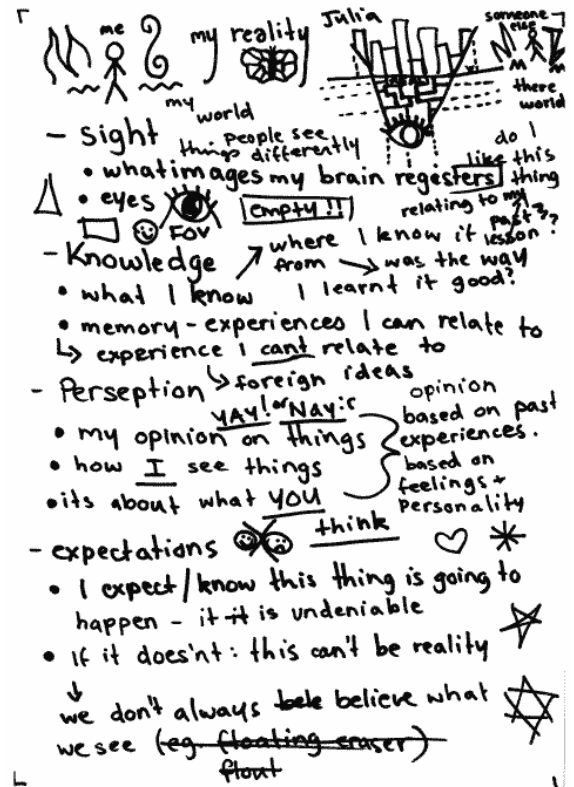 me
my reality
Julia
someone else
there world
my world
- sight
People see things differently
• what images my brain regesters
do I like this thing
relating to my past??
lesson?
• eyes
empty!!
FOV
- Knowledge
where I know it from
was the way I learnt it good?
• what I know
• memory - experiences I can relate to
experience I cant relate to
foreign ideas
- Perseption
YAY! or Nay :c
• my opinion on things
• how I see things
• its about what YOU think
opinion
based on past
experiences.
based on
feelings +
Personality
- expectations
• I expect/know this thing is going to
happen - it it is undeniable
• If it does'nt: this can't be reality
we don't always believe what
we see (eg floating eraser)
flout